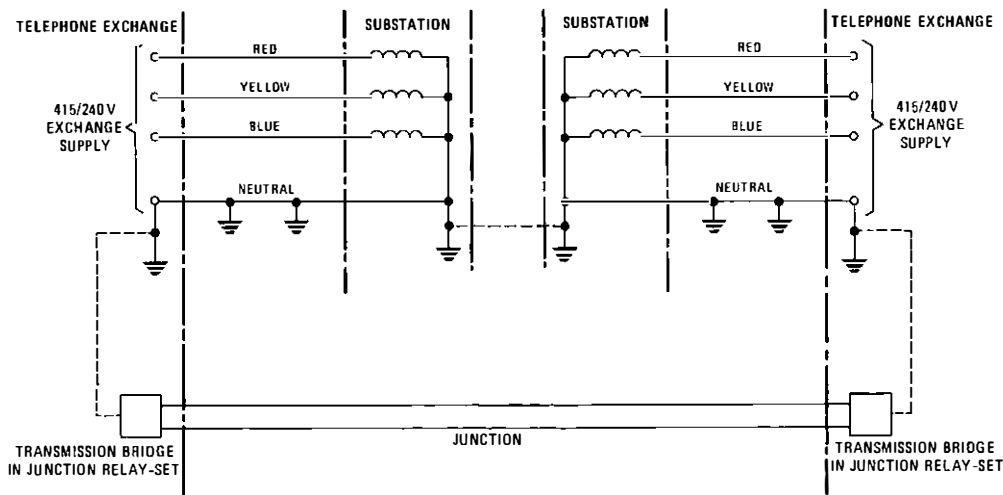 TELEPHONE EXCHANGE
SUBSTATION
SUBSTATION
TELEPHONE EXCHANGE
RED
RED
YELLOW
YELLOW
415/240 V
EXCHANGE
SUPPLY
BLUE
BLUE
415/240 V
EXCHANGE
SUPPLY
NEUTRAL
NEUTRAL
JUNCTION
TRANSMISSION BRIDGE
IN JUNCTION RELAY-SET
TRANSMISSION BRIDGE
IN JUNCTION RELAY-SET